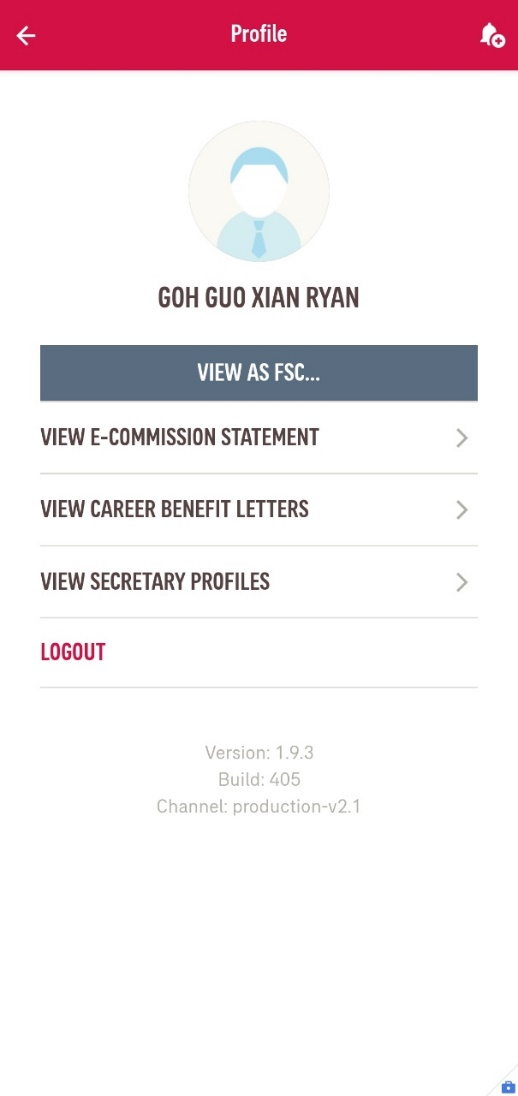 Profile
GOH GUO XIAN RYAN
VIEW AS FSC...
VIEW E-COMMISSION STATEMENT
VIEW CAREER BENEFIT LETTERS
VIEW SECRETARY PROFILES
LOGOUT
Version: 1.9.3
Build: 405
Channel: production-v2.1